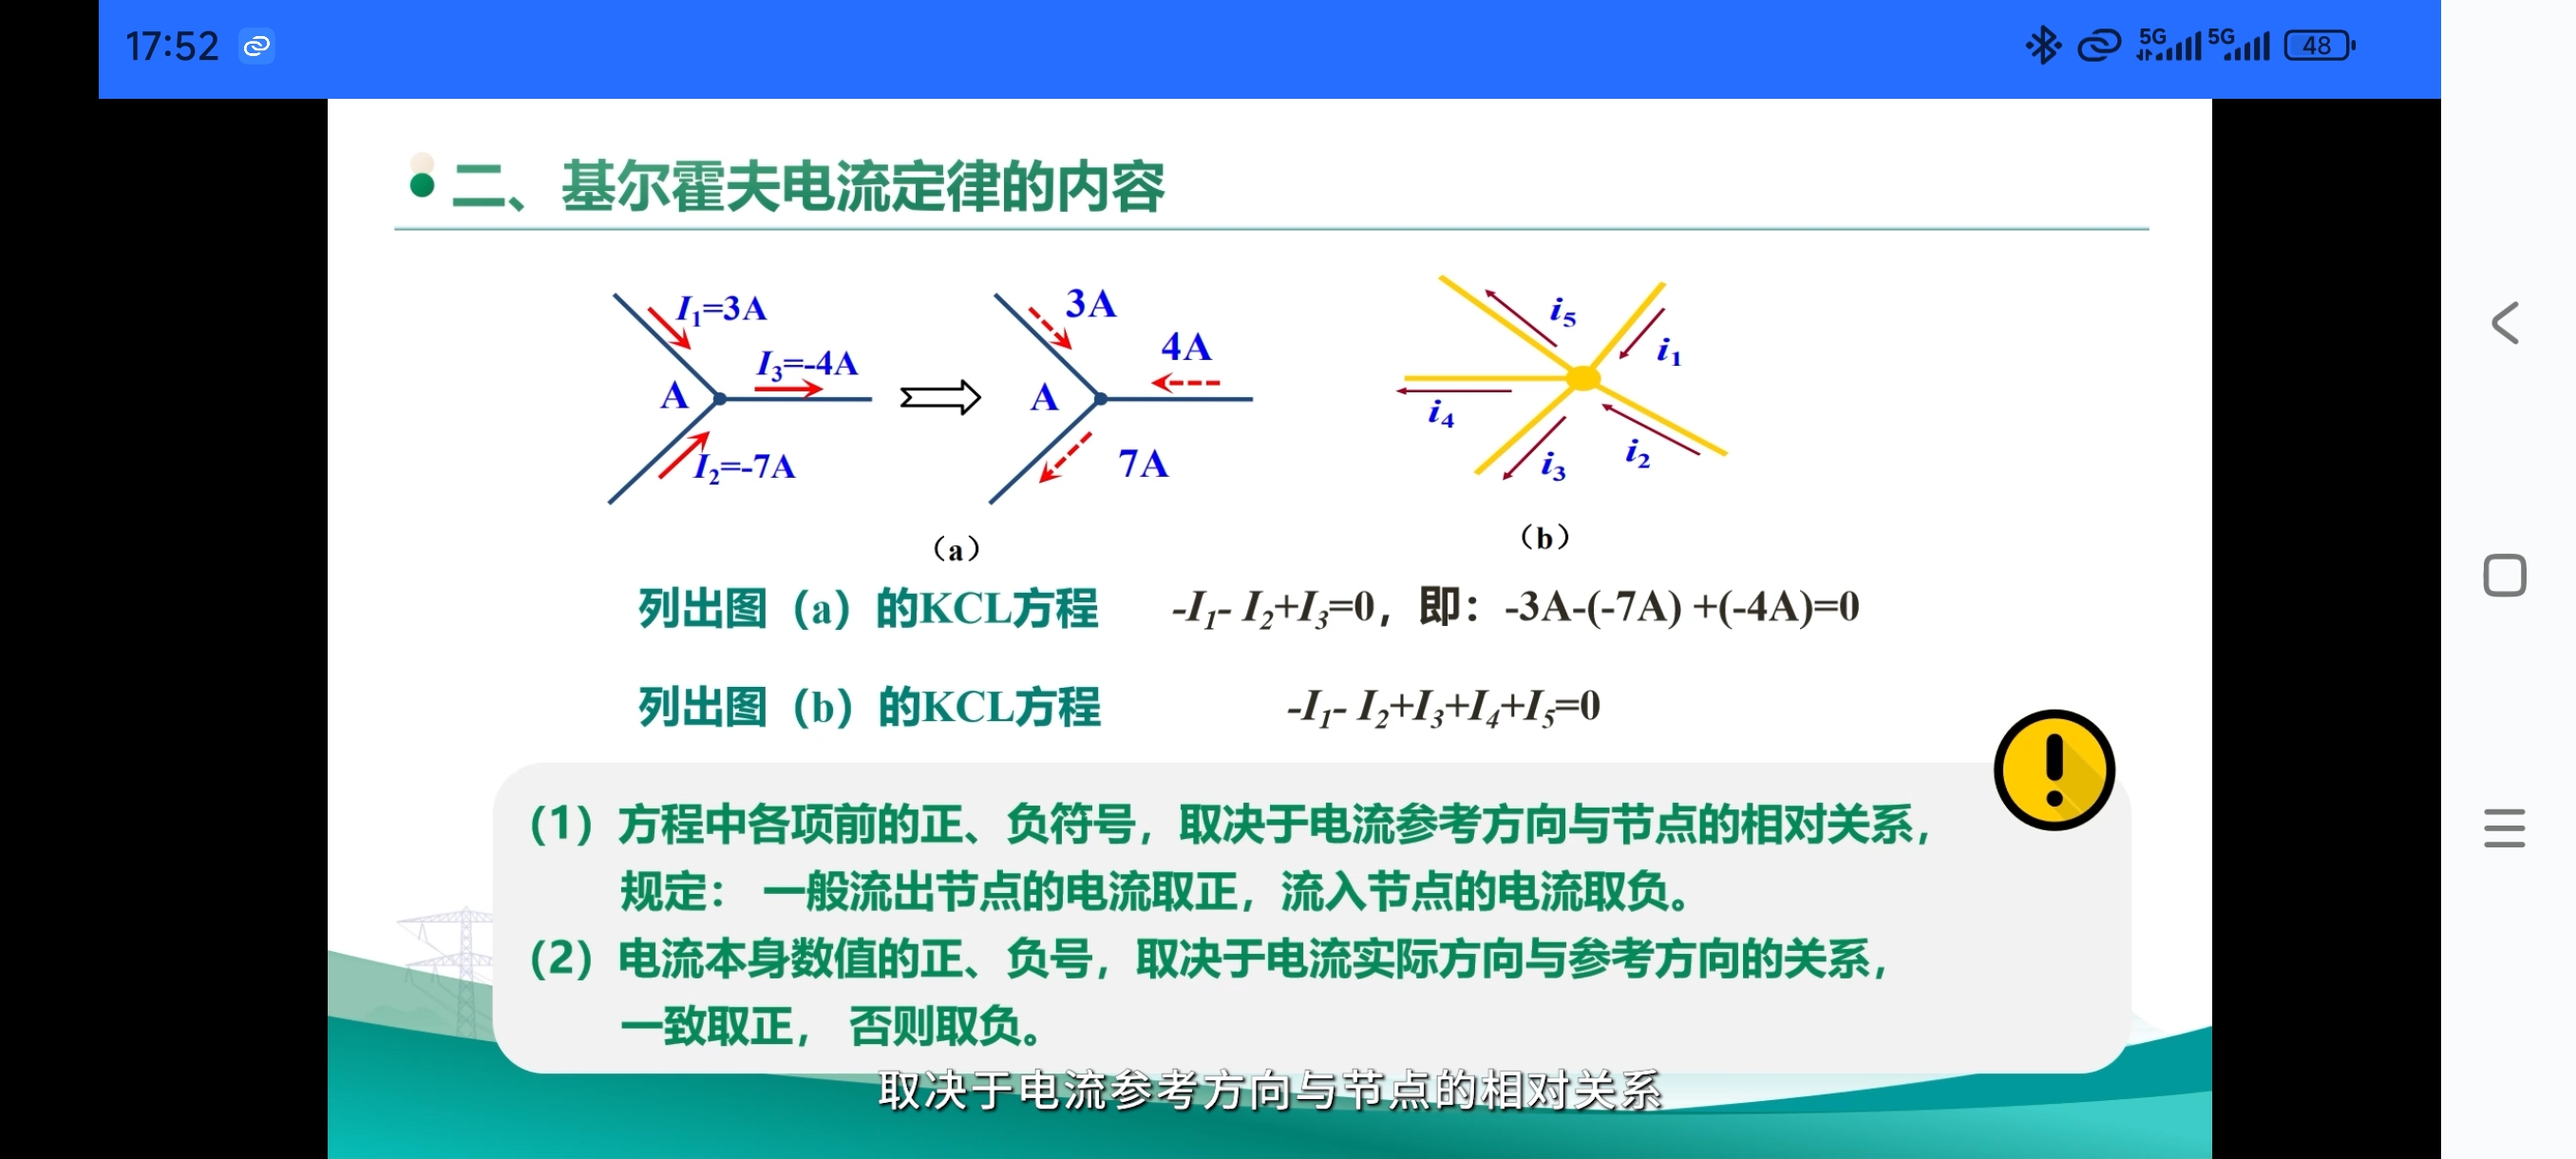 17:52
5G 5G 48
二、基尔霍夫电流定律的内容
I₁=3A
I₃=-4A
A
I₂=-7A
3A
4A
A
7A
（a）
i₅
i₁
i₄
i₃
i₂
（b）
列出图（a）的KCL方程 -I₁- I₂+I₃=0，即：-3A-(-7A) +(-4A)=0
列出图（b）的KCL方程 -I₁- I₂+I₃+I₄+I₅=0
（1）方程中各项前的正、负符号，取决于电流参考方向与节点的相对关系，
规定： 一般流出节点的电流取正，流入节点的电流取负。
（2）电流本身数值的正、负号，取决于电流实际方向与参考方向的关系，
一致取正， 否则取负。
取决于电流参考方向与节点的相对关系